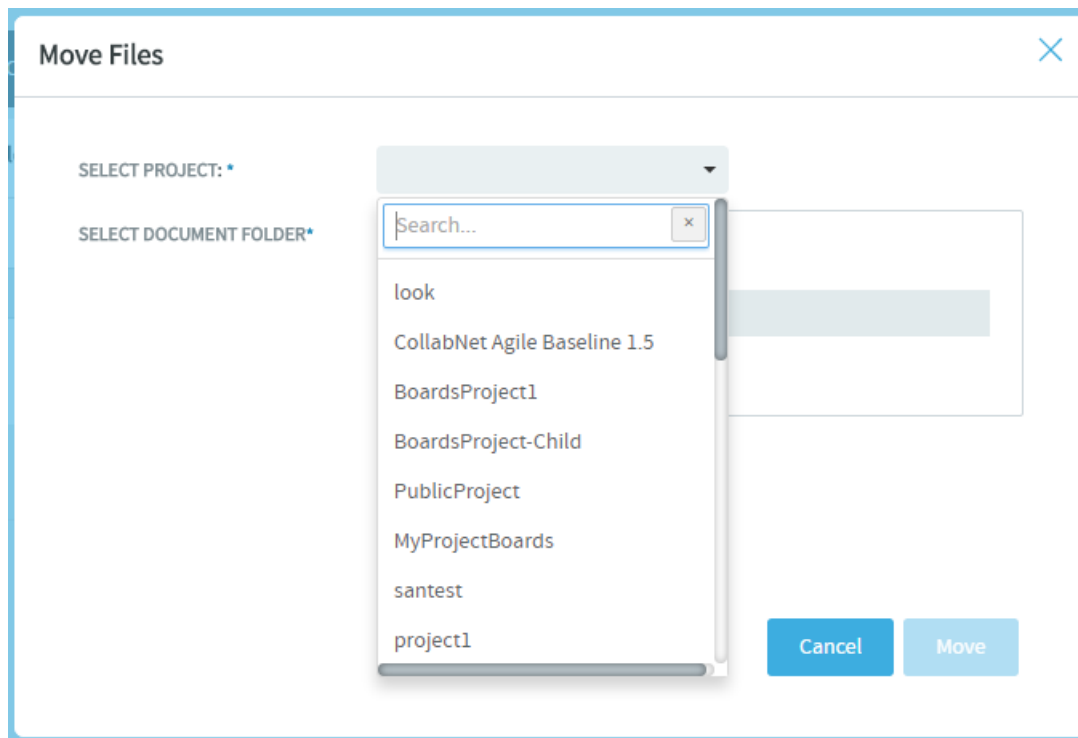 Move Files
SELECT PROJECT: *
SELECT DOCUMENT FOLDER*
Search...
look
CollabNet Agile Baseline 1.5
BoardsProject1
BoardsProject-Child
PublicProject
MyProjectBoards
santest
project1
Cancel
Move